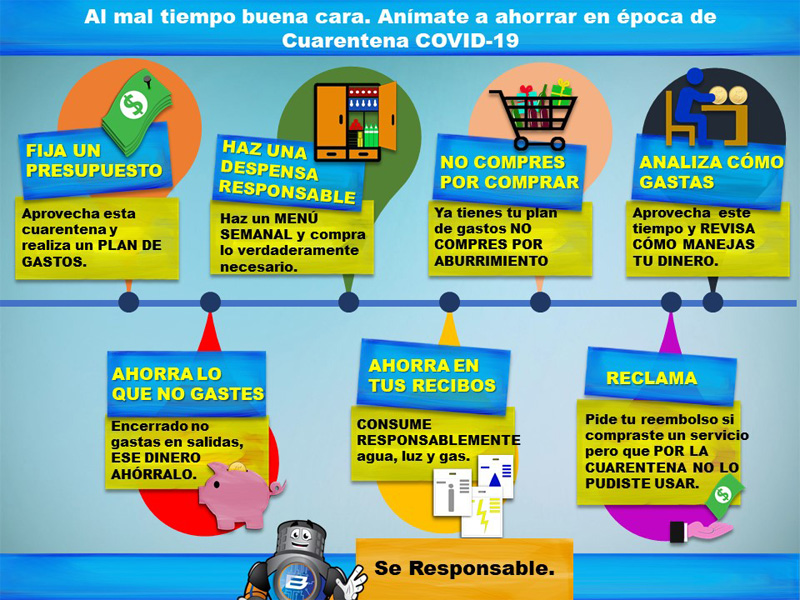 Al mal tiempo buena cara. Anímate a ahorrar en época de
Cuarentena COVID-19
FIJA UN
PRESUPUESTO
Aprovecha esta
cuarentena y
realiza un PLAN DE
GASTOS.
HAZ UNA
DESPENSA
RESPONSABLE
Haz un MENÚ
SEMANAL y compra
lo verdaderamente
necesario.
NO COMPRES
POR COMPRAR
Ya tienes tu plan
de gastos NO
COMPRES POR
ABURRIMIENTO
ANALIZA CÓMO
GASTAS
Aprovecha este
tiempo y REVISA
CÓMO MANEJAS
TU DINERO.
AHORRA LO
QUE NO GASTES
Encerrado no
gastas en salidas,
ESE DINERO
AHÓRRALO.
AHORRA EN
TUS RECIBOS
CONSUME
RESPONSABLEMENTE
agua, luz y gas.
RECLAMA
Pide tu reembolso si
compraste un servicio
pero que POR LA
CUARENTENA NO LO
PUDISTE USAR.
Se Responsable.